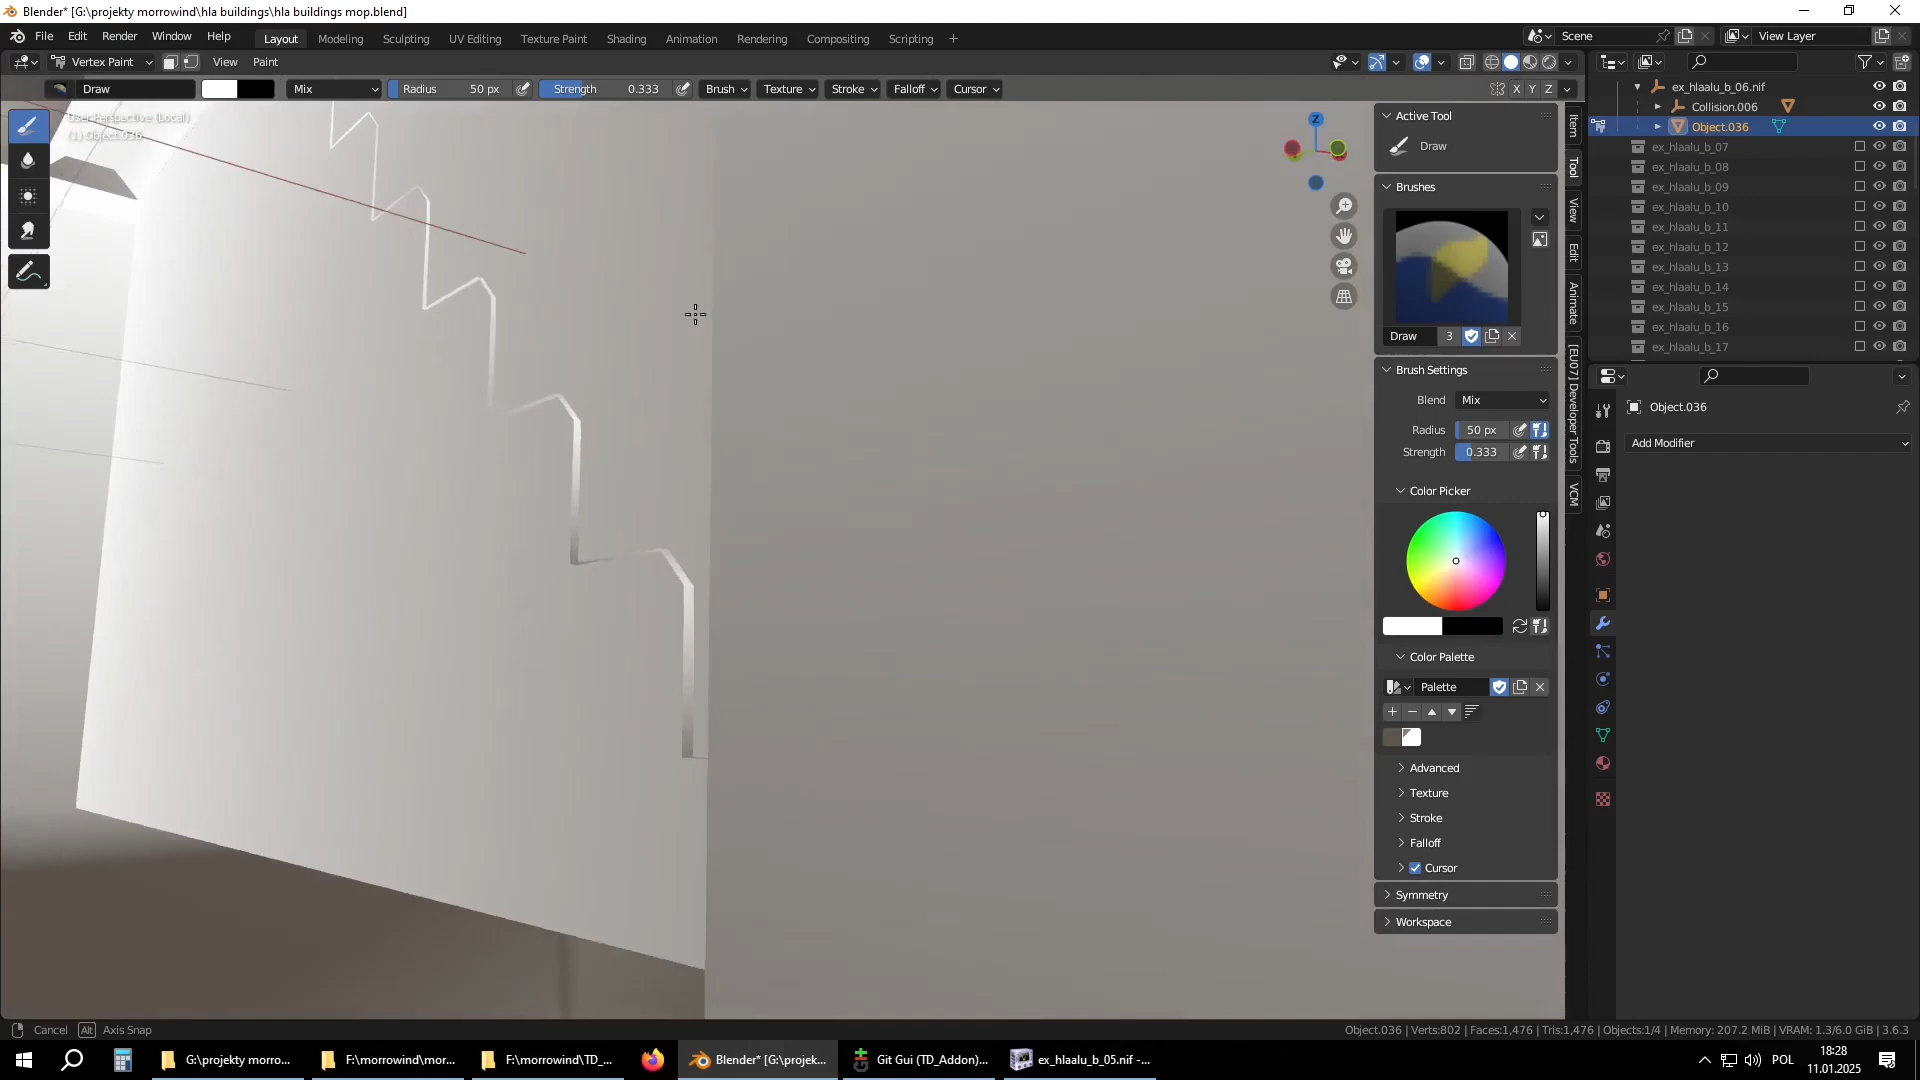 Blender* [G:\projekty morrowind\hla buildings\hla buildings mop.blend]
File Edit Render Window Help Layout Modeling Sculpting UV Editing Texture Paint Shading Animation Rendering Compositing Scripting Scene View Layer
Vertex Paint View Paint
Draw Mix Radius 50 px Strength 0.333 Brush Texture Stroke Falloff Cursor X Y Z
User Perspective (Local)
(1) Object.036
Z
Active Tool
Draw
Brushes
Draw 3
Brush Settings
Blend Mix
Radius 50 px
Strength 0.333
Color Picker
Color Palette
Palette
Advanced
Texture
Stroke
Falloff
Cursor
Symmetry
Workspace
Item
Tool
View
Edit
Animate
[EU07] Developer Tools
VCM
ex_hlaalu_b_06.nif
Collision.006
Object.036
ex_hlaalu_b_07
ex_hlaalu_b_08
ex_hlaalu_b_09
ex_hlaalu_b_10
ex_hlaalu_b_11
ex_hlaalu_b_12
ex_hlaalu_b_13
ex_hlaalu_b_14
ex_hlaalu_b_15
ex_hlaalu_b_16
ex_hlaalu_b_17
Object.036
Add Modifier
Cancel Alt Axis Snap
Object.036 | Verts:802 | Faces:1,476 | Tris:1,476 | Objects:1/4 | Memory: 207.2 MiB | VRAM: 1.3/6.0 GiB | 3.6.3
G:\projekty morro... F:\morrowind\mor... F:\morrowind\TD_... Blender* [G:\projek... Git Gui (TD_Addon)... ex_hlaalu_b_05.nif -... POL
18:28
11.01.2025